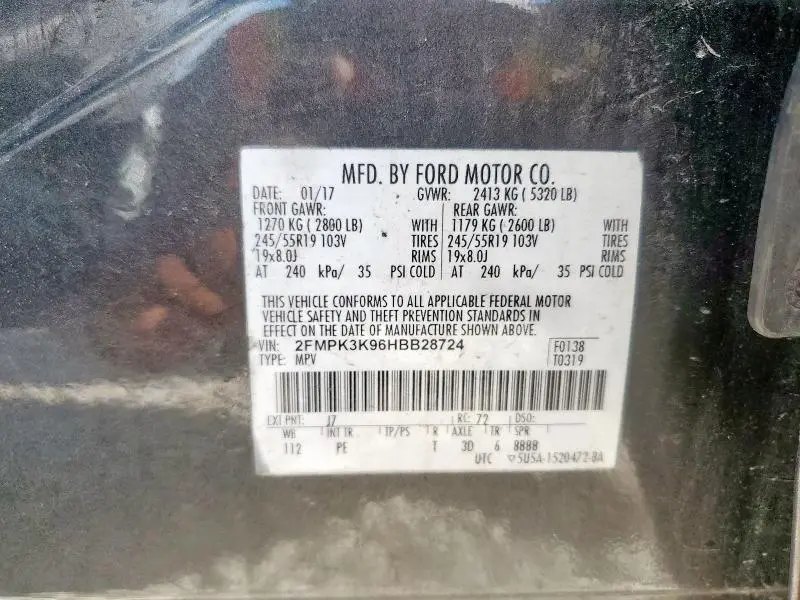 MFD. BY FORD MOTOR CO.
DATE: 01/17 GVWR: 2413 KG ( 5320 LB)
FRONT GAWR: REAR GAWR:
1270 KG ( 2800 LB) WITH 1179 KG ( 2600 LB) WITH
245/55R19 103V TIRES 245/55R19 103V TIRES
19x8.0J RIMS 19x8.0J RIMS
AT 240 kPa/ 35 PSI COLD AT 240 kPa/ 35 PSI COLD
THIS VEHICLE CONFORMS TO ALL APPLICABLE FEDERAL MOTOR
VEHICLE SAFETY AND THEFT PREVENTION STANDARDS IN
EFFECT ON THE DATE OF MANUFACTURE SHOWN ABOVE.
VIN: 2FMPK3K96HBB28724 F0138
TYPE: MPV T0319
EXT PNT: J7 RC: 72 DSO:
WB INT TR TP/PS R AXLE TR SPR
112 PE T 3D 6 8888
UTC 5U5A-1520472-BA